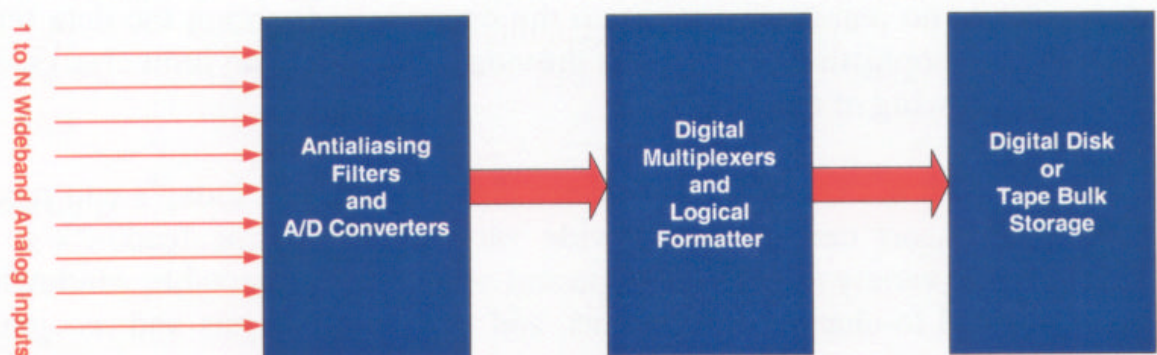 1 to N Wideband Analog Inputs
Antialiasing
Filters
and
A/D Converters
Digital
Multiplexers
and
Logical
Formatter
Digital Disk
or
Tape Bulk
Storage